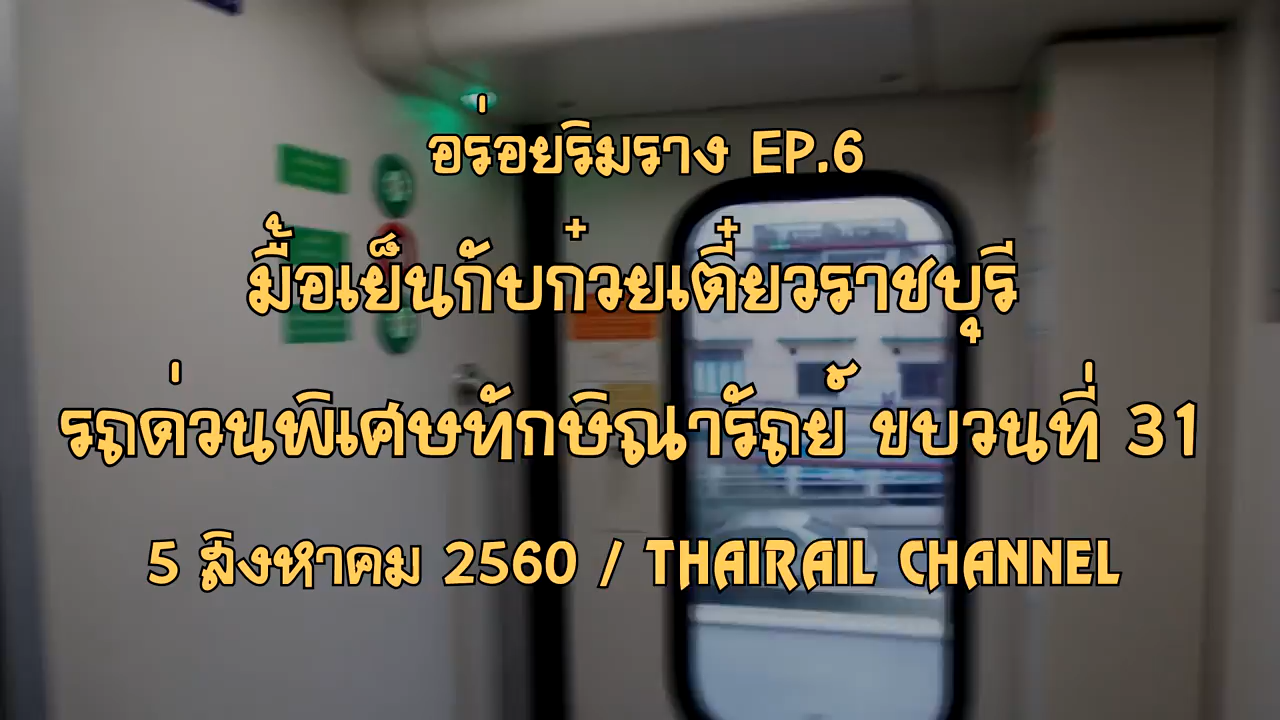 อร่อยริมราง EP.6
มื้อเย็นกับก๋วยเตี๋ยวราชบุรี
รถด่วนพิเศษทักษิณารัถย์ ขบวนที่ 31
5 สิงหาคม 2560 / THAIRAIL CHANNEL